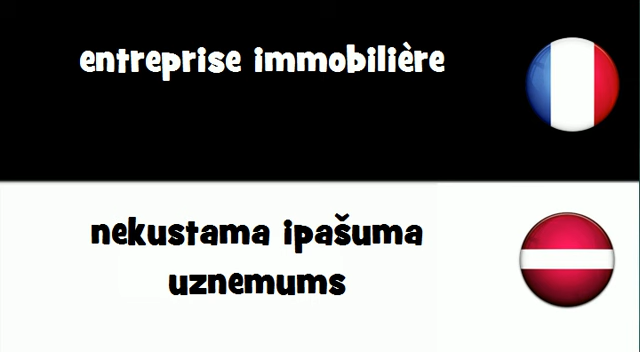 entreprise immobilière
nekustama ipašuma
uznemums